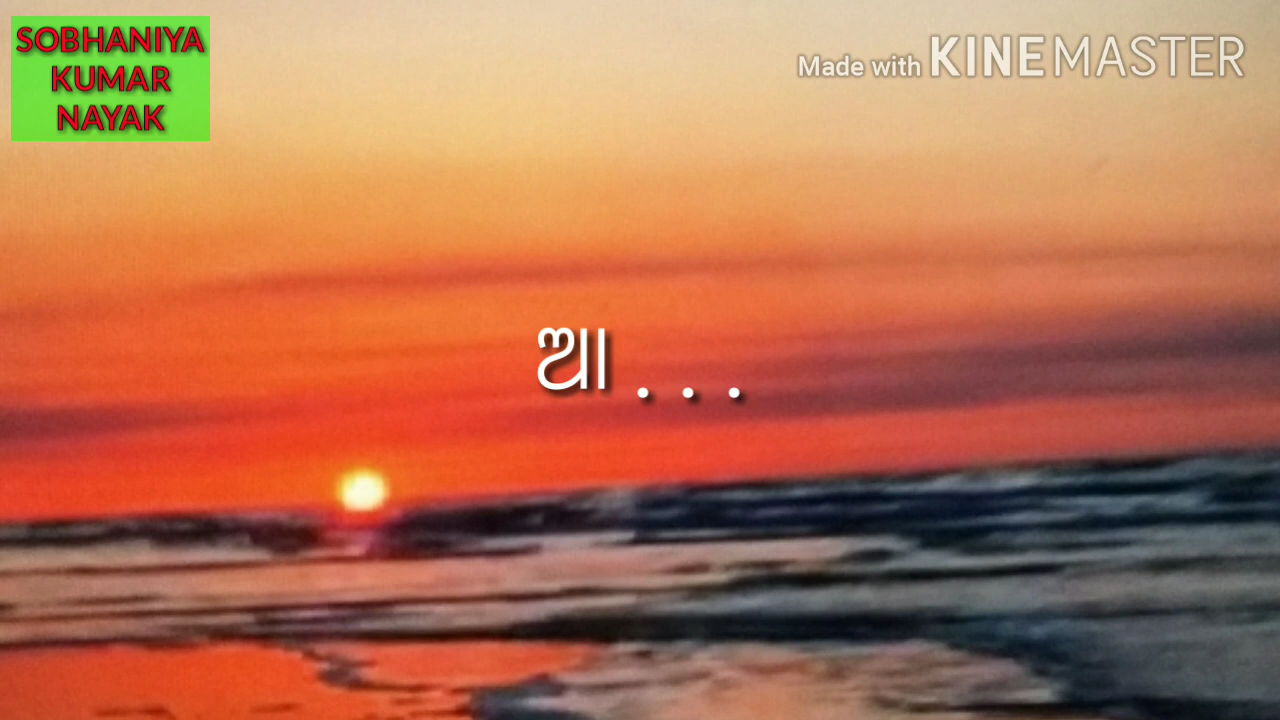 SOBHANIYA
KUMAR
NAYAK
Made with KINEMASTER
ଆ . . .